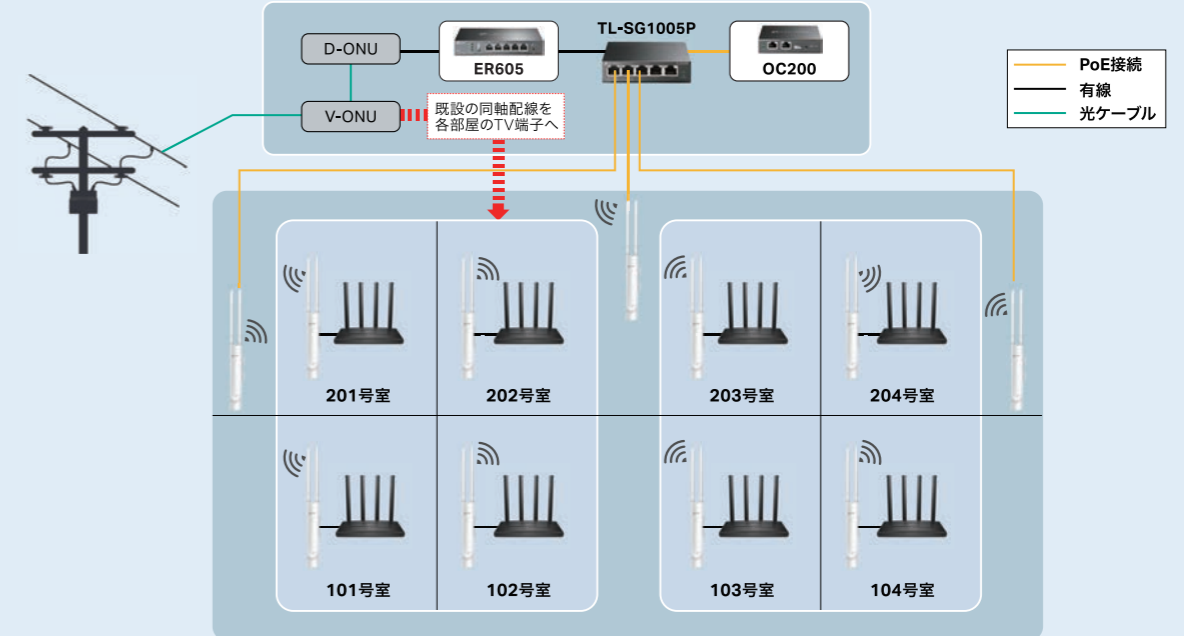 D-ONU
ER605
TL-SG1005P
OC200
V-ONU
既設の同軸配線を
各部屋のTV端子へ
PoE接続
有線
光ケーブル
201号室
202号室
203号室
204号室
101号室
102号室
103号室
104号室